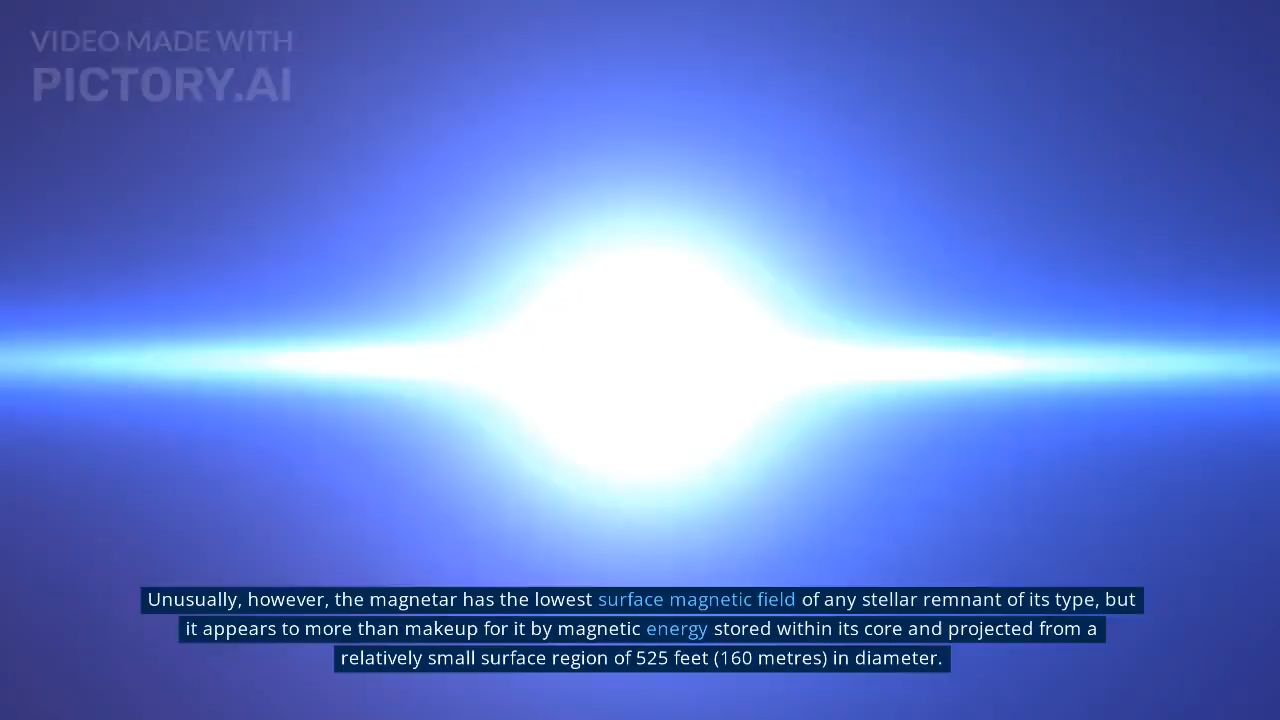 VIDEO MADE WITH
PICTORY.AI
Unusually, however, the magnetar has the lowest surface magnetic field of any stellar remnant of its type, but
it appears to more than makeup for it by magnetic energy stored within its core and projected from a
relatively small surface region of 525 feet (160 metres) in diameter.